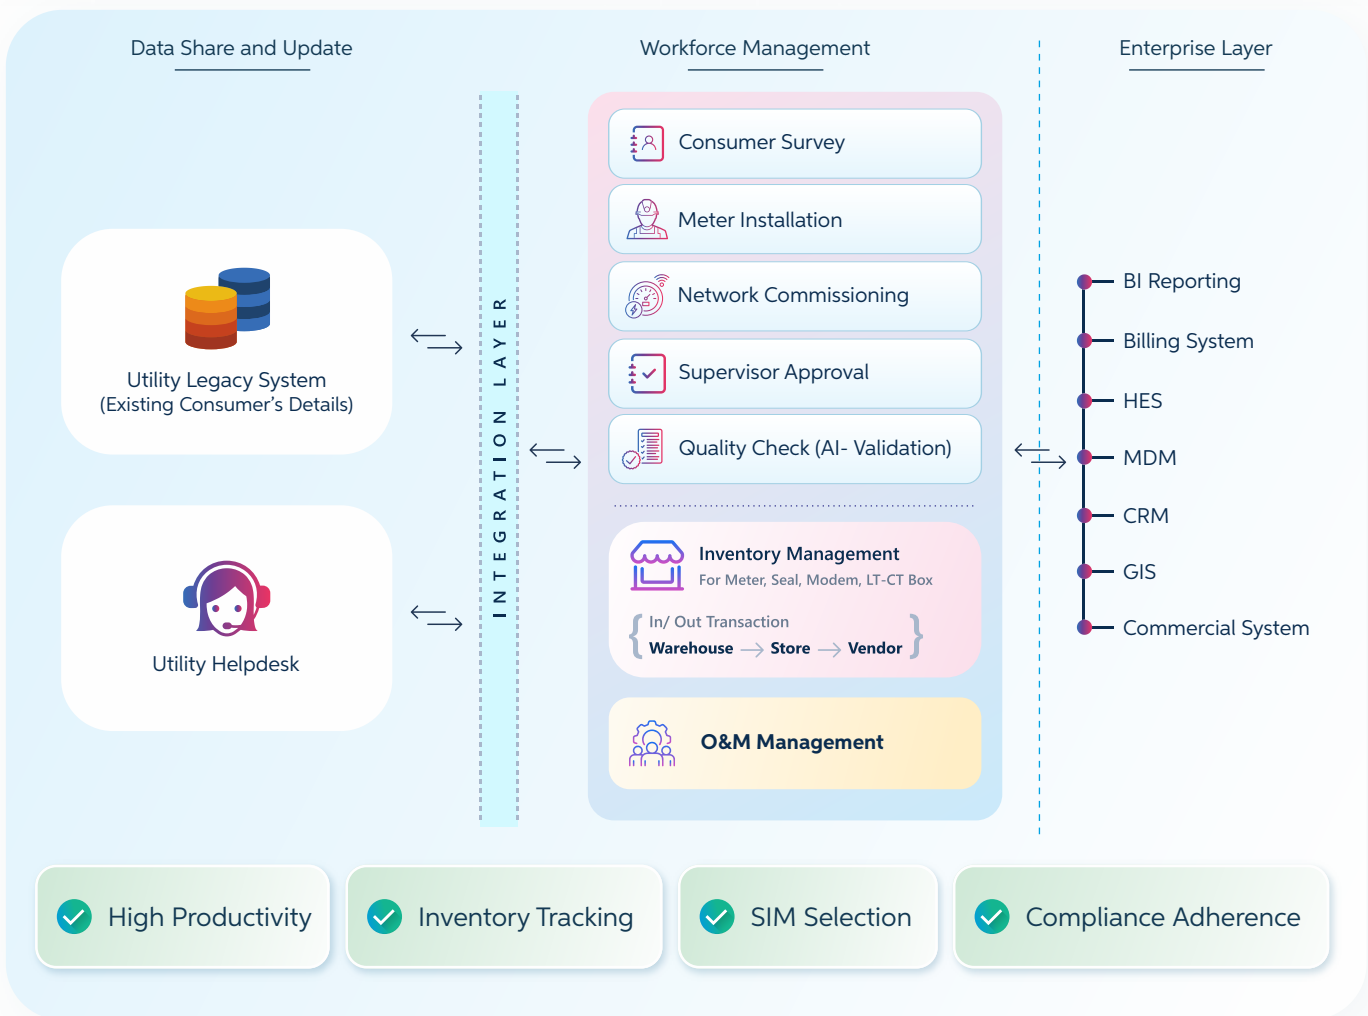 Data Share and Update
Workforce Management
Enterprise Layer
Utility Legacy System
(Existing Consumer's Details)
Utility Helpdesk
INTEGRATION LAYER
Consumer Survey
Meter Installation
Network Commissioning
Supervisor Approval
Quality Check (AI- Validation)
Inventory Management
For Meter, Seal, Modem, LT-CT Box
{ In/ Out Transaction
Warehouse → Store → Vendor }
O&M Management
BI Reporting
Billing System
HES
MDM
CRM
GIS
Commercial System
High Productivity
Inventory Tracking
SIM Selection
Compliance Adherence